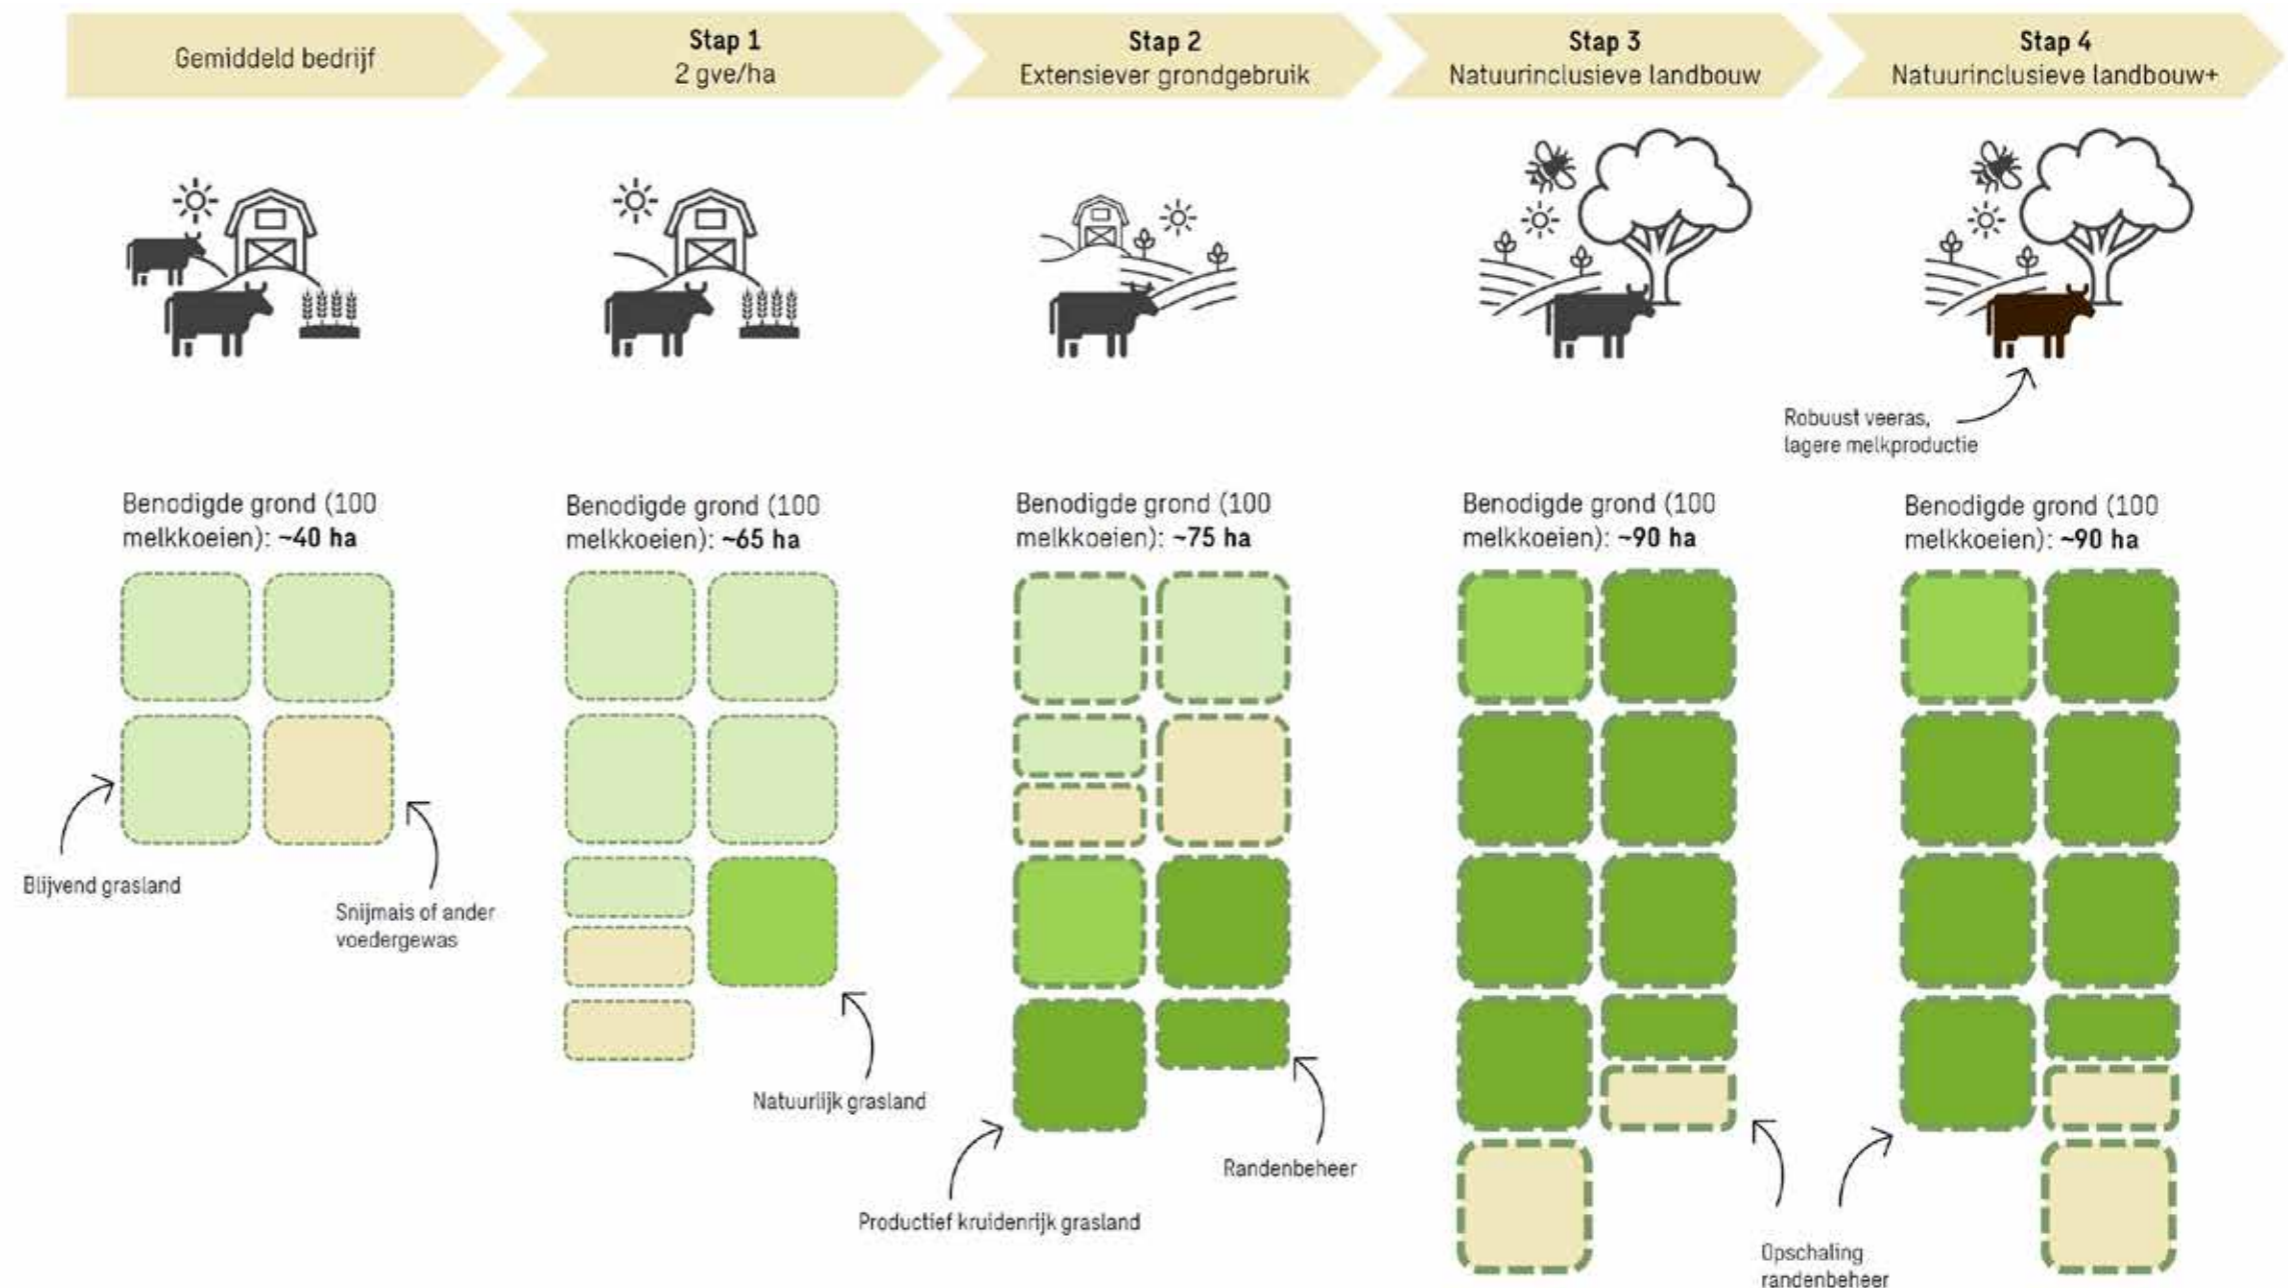 Gemiddeld bedrijf
Stap 1
2 gve/ha
Stap 2
Extensiever grondgebruik
Stap 3
Natuurinclusieve landbouw
Stap 4
Natuurinclusieve landbouw+
Robuust veeras,
lagere melkproductie
Benodigde grond (100
melkkoeien): ~40 ha
Benodigde grond (100
melkkoeien): ~65 ha
Benodigde grond (100
melkkoeien): ~75 ha
Benodigde grond (100
melkkoeien): ~90 ha
Benodigde grond (100
melkkoeien): ~90 ha
Blijvend grasland
Snijmais of ander
voedergewas
Natuurlijk grasland
Randenbeheer
Productief kruidenrijk grasland
Opschaling
randenbeheer